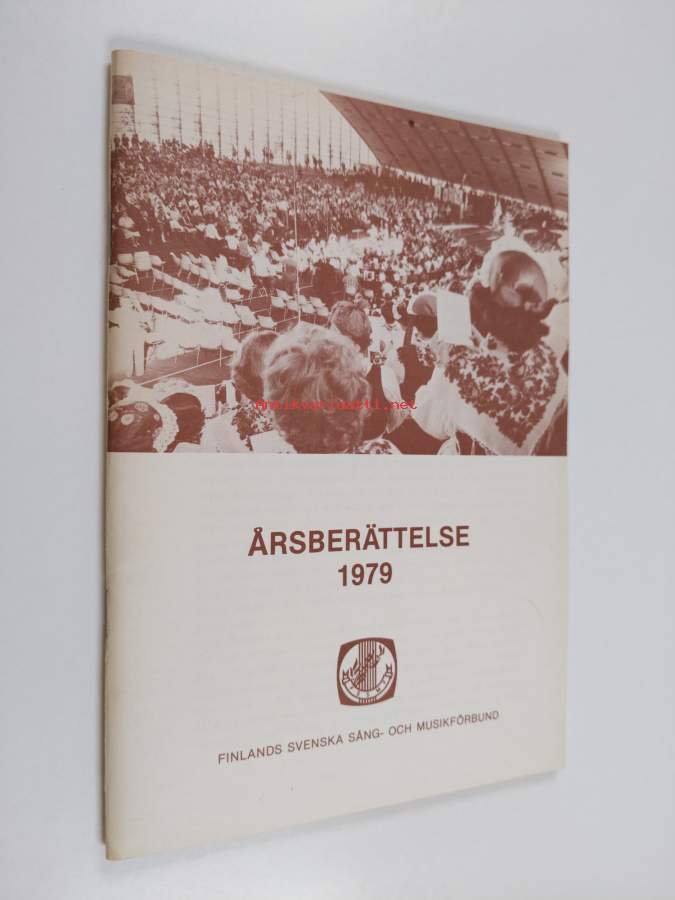 Antikvariaatti.net
ÅRSBERÄTTELSE
1979
FINLANDS SVENSKA SÅNG- OCH MUSIKFÖRBUND